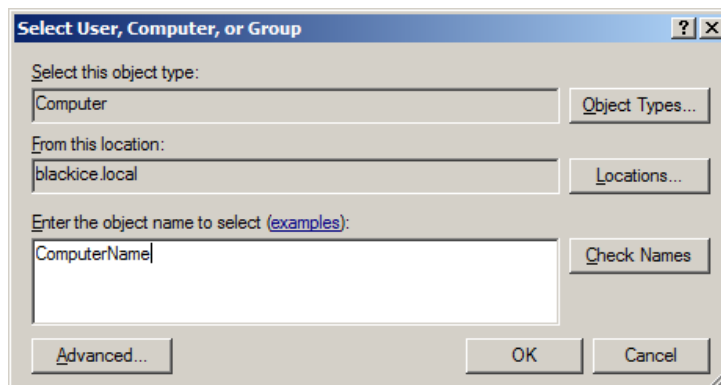 Select User, Computer, or Group
Select this object type:
Computer
Object Types...
From this location:
blackice.local
Locations...
Enter the object name to select (examples):
ComputerName
Check Names
Advanced...
OK
Cancel